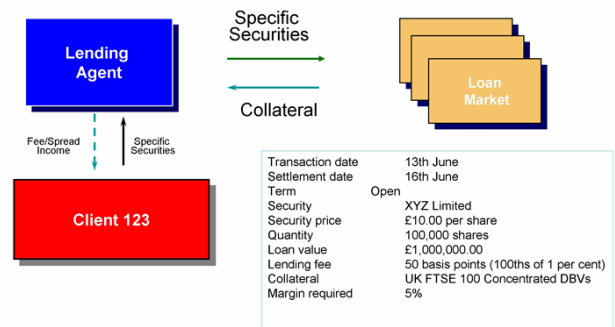 Specific
Securities
Lending
Agent
Loan
Market
Collateral
Fee/Spread
Income
Specific
Securities
Client 123
Transaction date 13th June
Settlement date 16th June
Term Open
Security XYZ Limited
Security price £10.00 per share
Quantity 100,000 shares
Loan value £1,000,000.00
Lending fee 50 basis points (100ths of 1 per cent)
Collateral UK FTSE 100 Concentrated DBVs
Margin required 5%